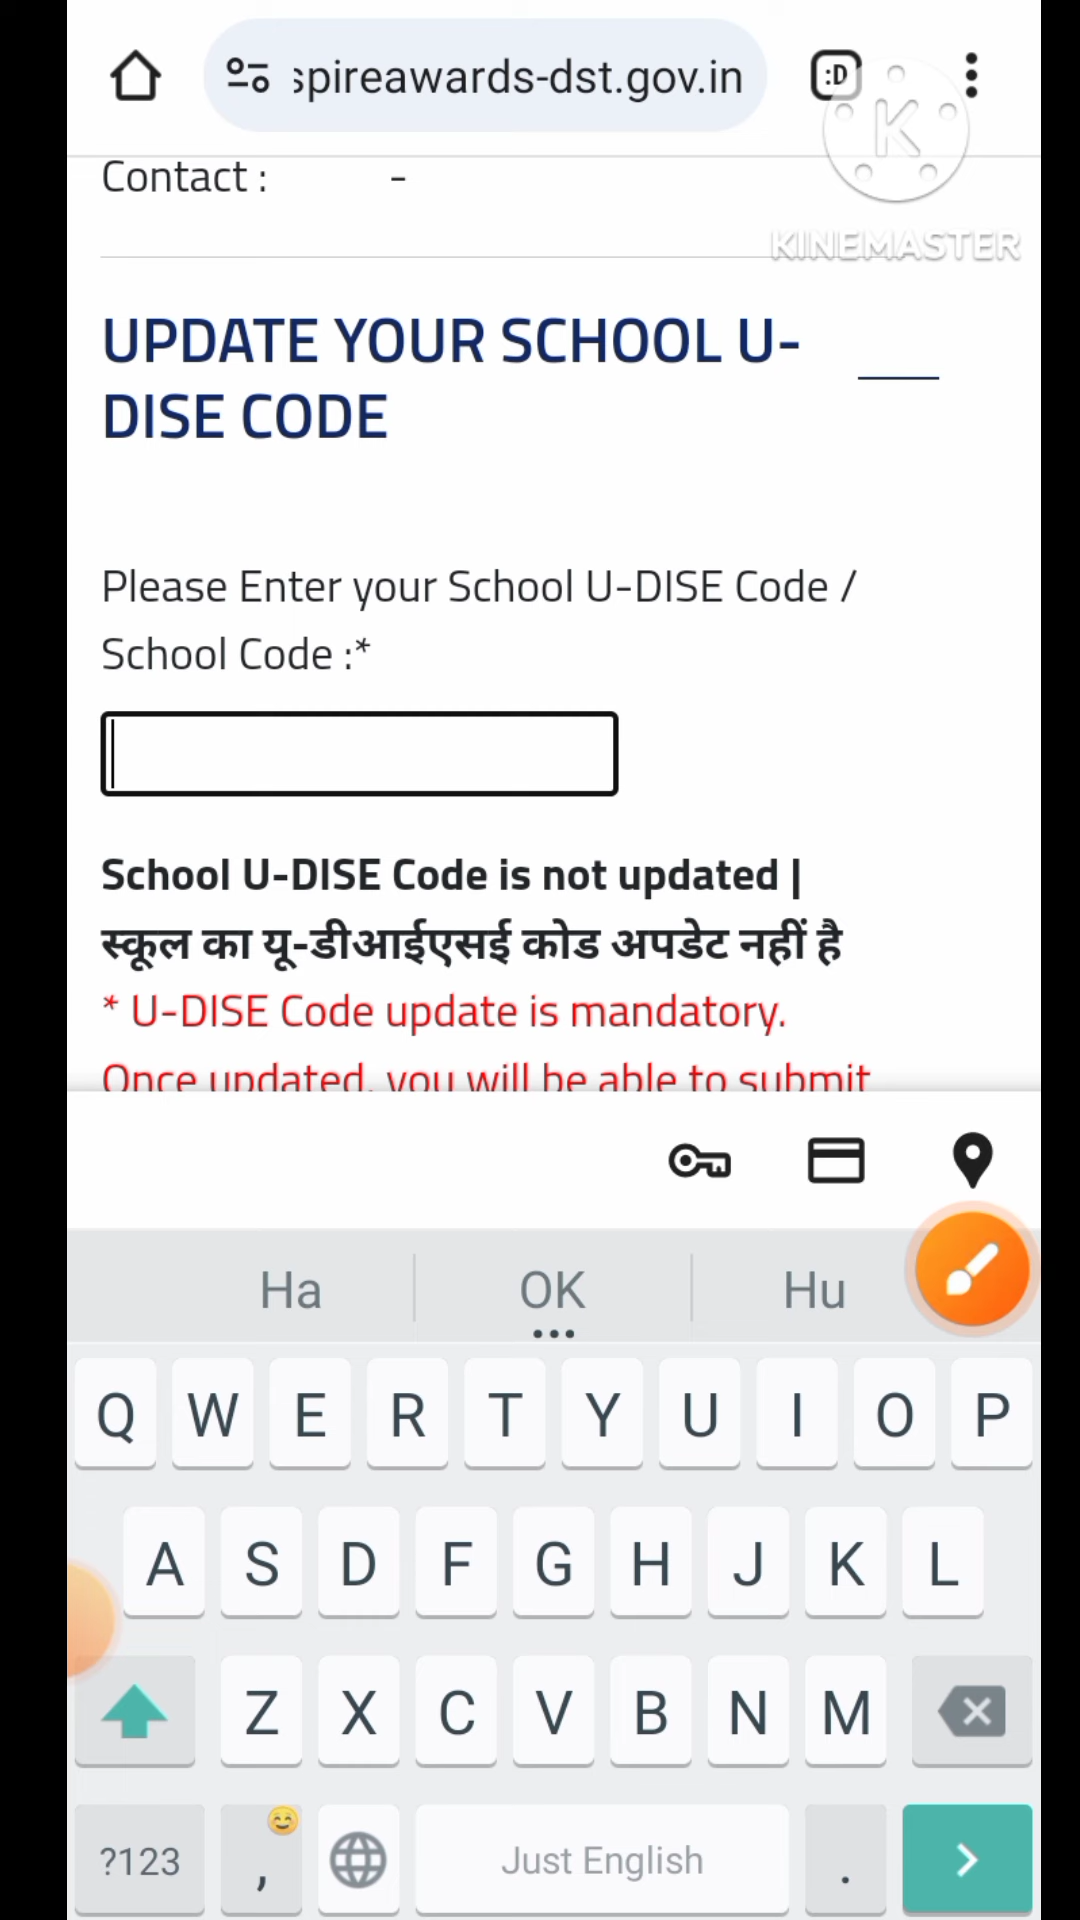 spireawards-dst.gov.in
:D
K
KINEMASTER
Contact : -
UPDATE YOUR SCHOOL U-
DISE CODE
Please Enter your School U-DISE Code /
School Code :*
School U-DISE Code is not updated |
स्कूल का यू-डीआईएसई कोड अपडेट नहीं है
* U-DISE Code update is mandatory.
Once updated, you will be able to submit
Ha OK Hu
Q W E R T Y U I O P
A S D F G H J K L
Z X C V B N M
?123 , Just English .